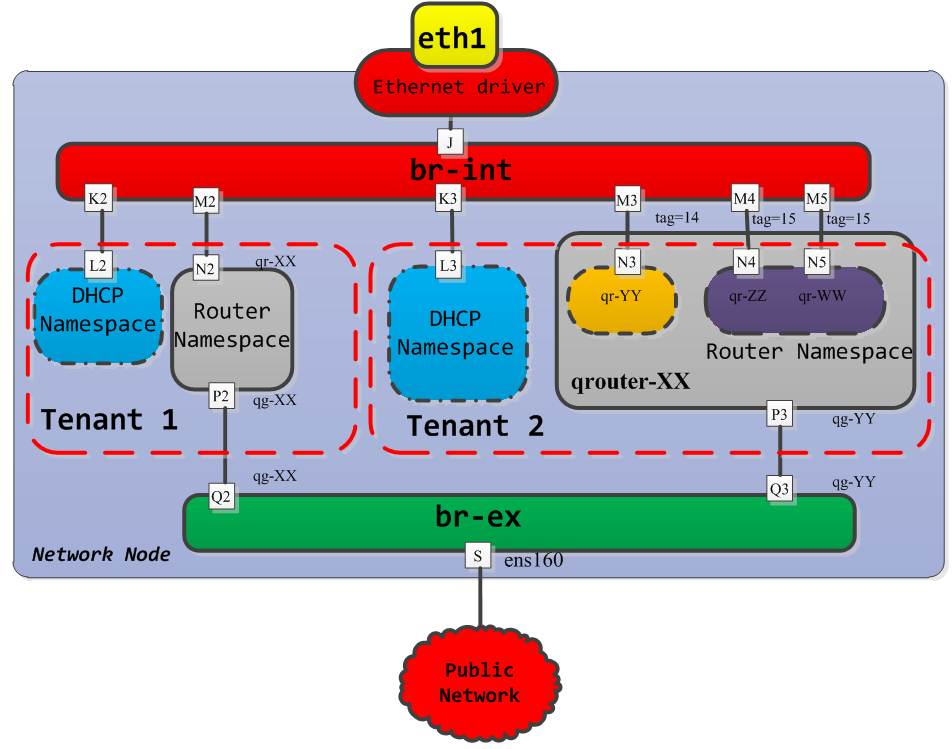 eth1
Ethernet driver
J
br-int
K2
M2
K3
M3
M4
M5
tag=14
tag=15
tag=15
L2
N2
qr-XX
L3
N3
N4
N5
DHCP
Namespace
Router
Namespace
DHCP
Namespace
qr-YY
qr-ZZ
qr-WW
Router Namespace
qrouter-XX
P2
qg-XX
Tenant 1
Tenant 2
P3
qg-YY
qg-XX
Q2
Q3
qg-YY
br-ex
Network Node
S
ens160
Public
Network